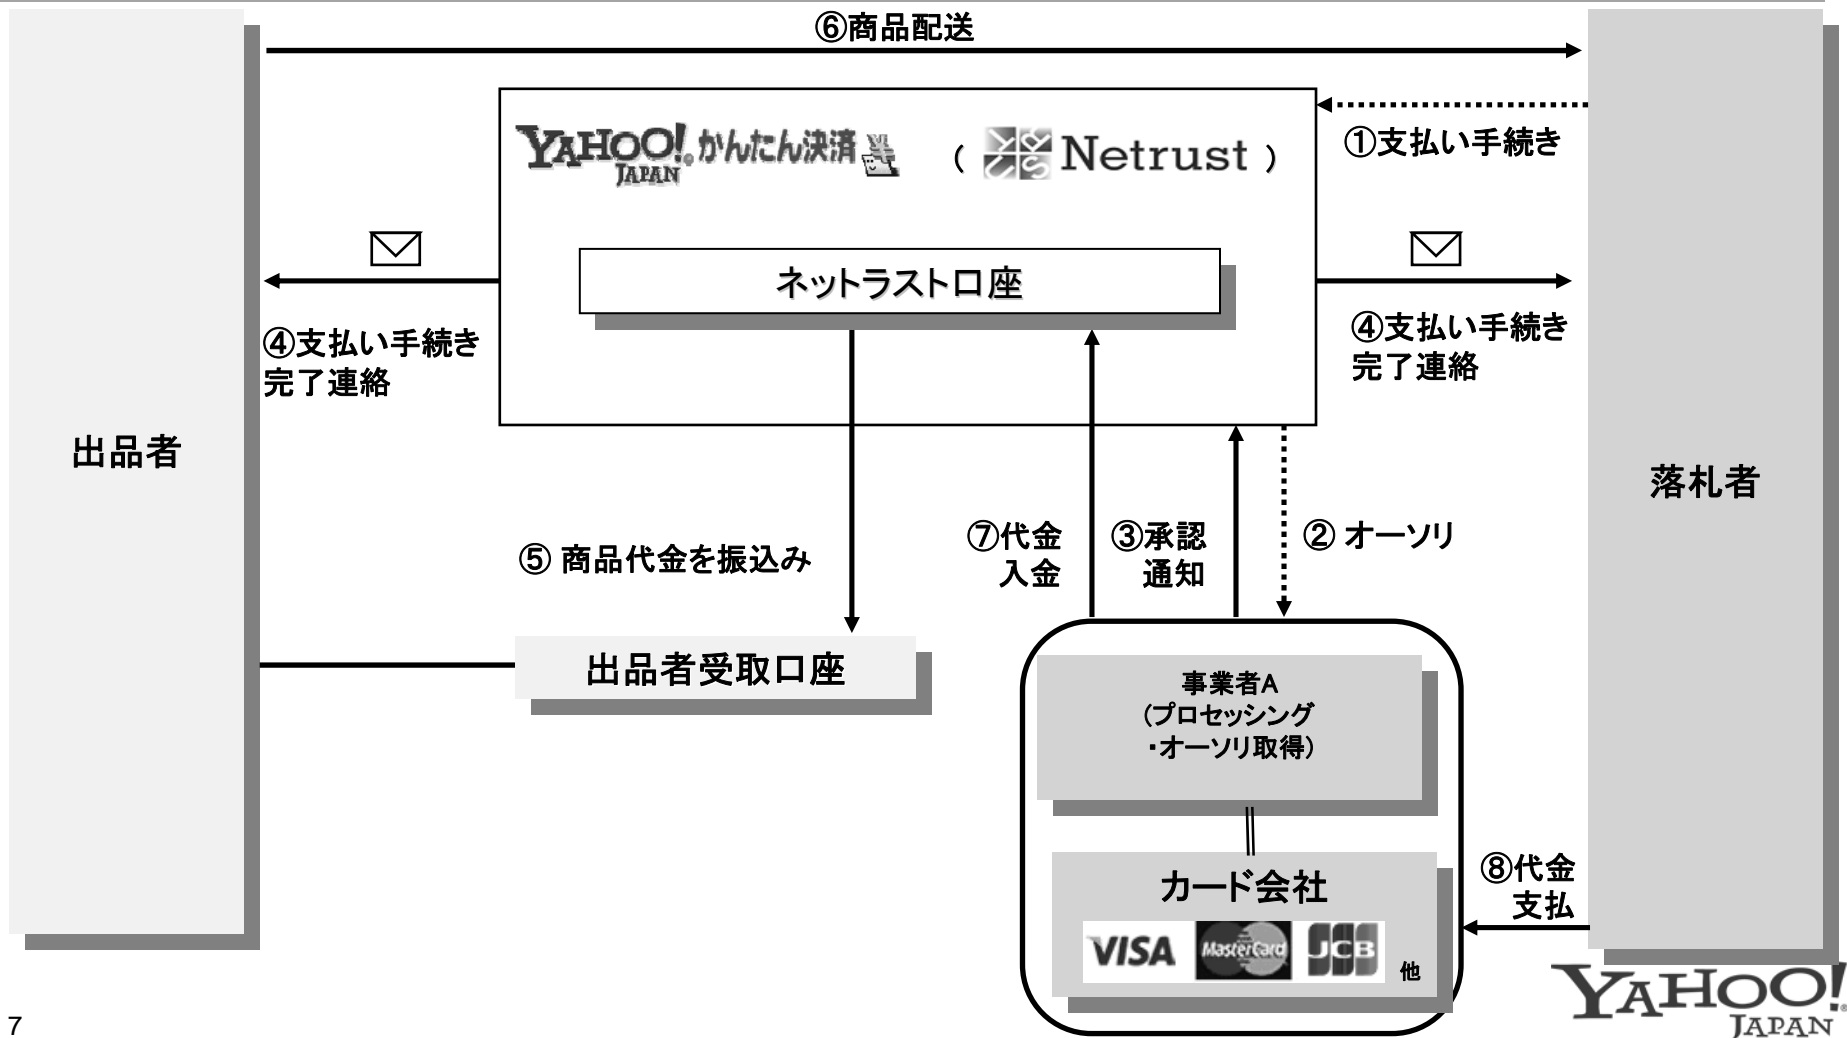 ⑥商品配送
YAHOO! JAPAN かんたん決済 ( Netrust )
①支払い手続き
ネットラスト口座
④支払い手続き
完了連絡
④支払い手続き
完了連絡
出品者
落札者
⑤ 商品代金を振込み
⑦代金
入金
③承認
通知
② オーソリ
出品者受取口座
事業者A
(プロセッシング
・オーソリ取得)
カード会社
VISA MasterCard JCB 他
⑧代金
支払
7
YAHOO!
JAPAN